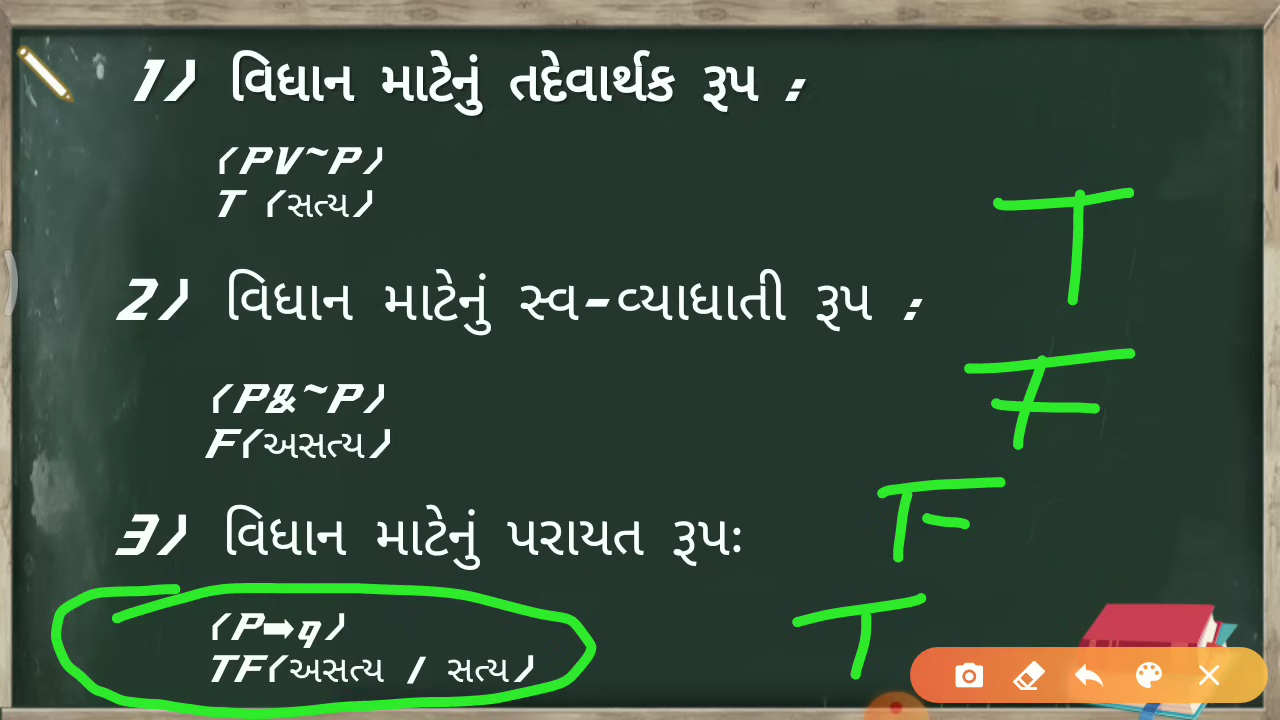 1) વિધાન માટેનું તદેવાર્થક રૂપ :
(PV~P)
T (સત્ય)
T
2) વિધાન માટેનું સ્વ-વ્યાઘાતી રૂપ :
(P&~P)
F(અસત્ય)
F
3) વિધાન માટેનું પરાયત રૂપઃ
F
(P➡q)
TF(અસત્ય / સત્ય)
T